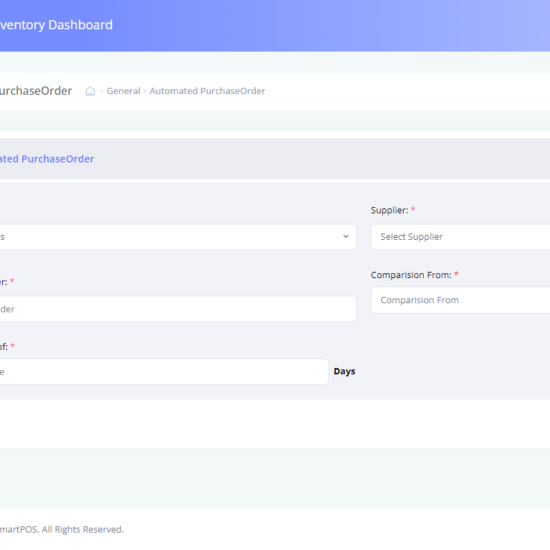 ventory Dashboard
urchaseOrder General Automated PurchaseOrder
ated PurchaseOrder
Supplier: *
s Select Supplier
er: * Comparision From: *
der Comparision From
of: *
e Days
martPOS. All Rights Reserved.